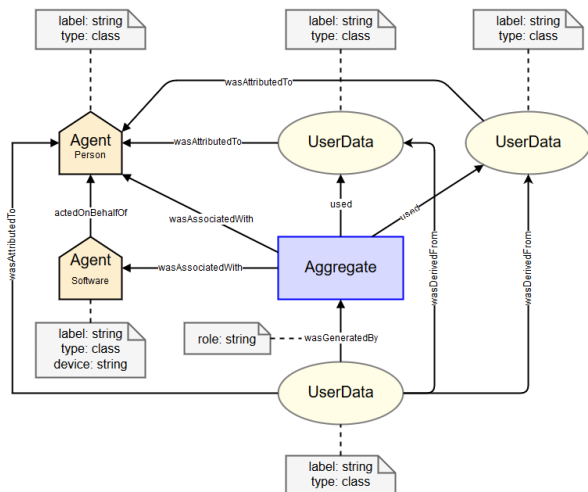 label: string
type: class
label: string
type: class
label: string
type: class
wasAttributedTo
Agent
Person
wasAttributedTo
UserData
UserData
actedOnBehalfOf
wasAssociatedWith
used
used
wasAttributedTo
Agent
Software
wasAssociatedWith
Aggregate
wasDerivedFrom
wasDerivedFrom
label: string
type: class
device: string
role: string
wasGeneratedBy
UserData
label: string
type: class